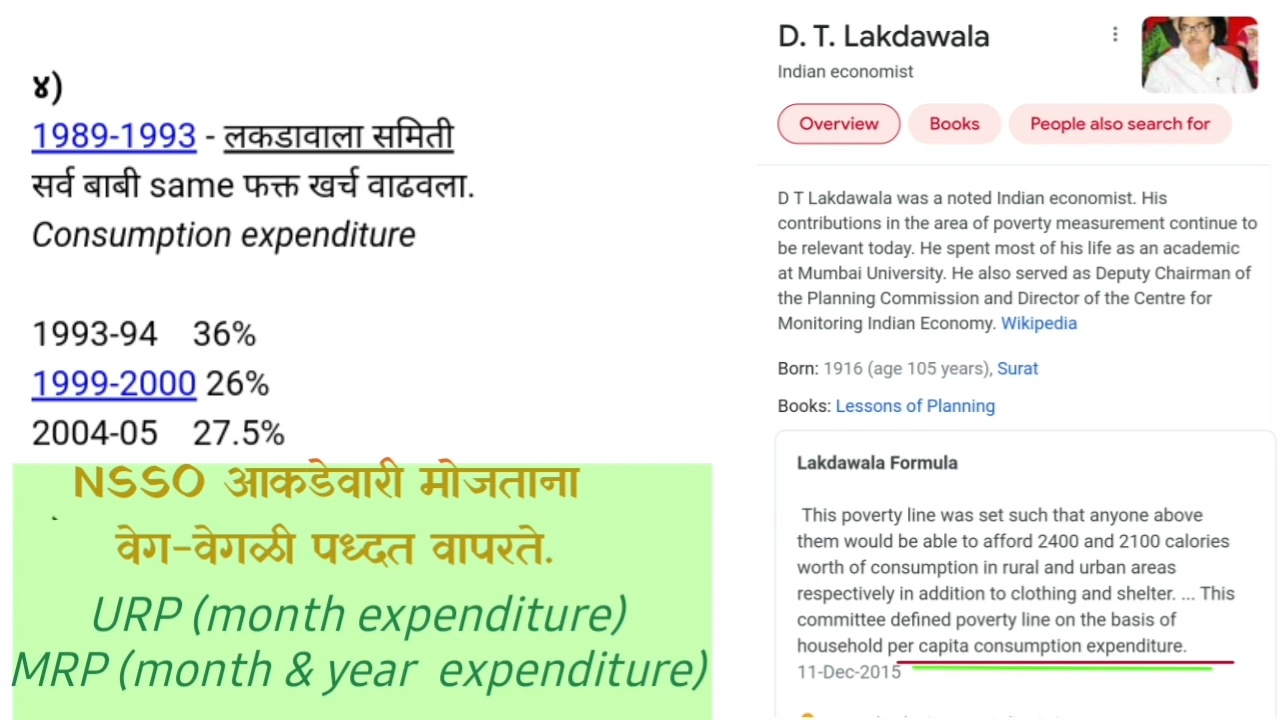 ४)
1989-1993 - लकडावाला समिती
सर्व बाबी same फक्त खर्च वाढवला.
Consumption expenditure
1993-94 36%
1999-2000 26%
2004-05 27.5%
NSSO आकडेवारी मोजताना
वेग-वेगळी पध्दत वापरते.
URP (month expenditure)
MRP (month & year expenditure)
D. T. Lakdawala
Indian economist
Overview
Books
People also search for
D T Lakdawala was a noted Indian economist. His
contributions in the area of poverty measurement continue to
be relevant today. He spent most of his life as an academic
at Mumbai University. He also served as Deputy Chairman of
the Planning Commission and Director of the Centre for
Monitoring Indian Economy. Wikipedia
Born: 1916 (age 105 years), Surat
Books: Lessons of Planning
Lakdawala Formula
This poverty line was set such that anyone above
them would be able to afford 2400 and 2100 calories
worth of consumption in rural and urban areas
respectively in addition to clothing and shelter. ... This
committee defined poverty line on the basis of
household per capita consumption expenditure.
11-Dec-2015